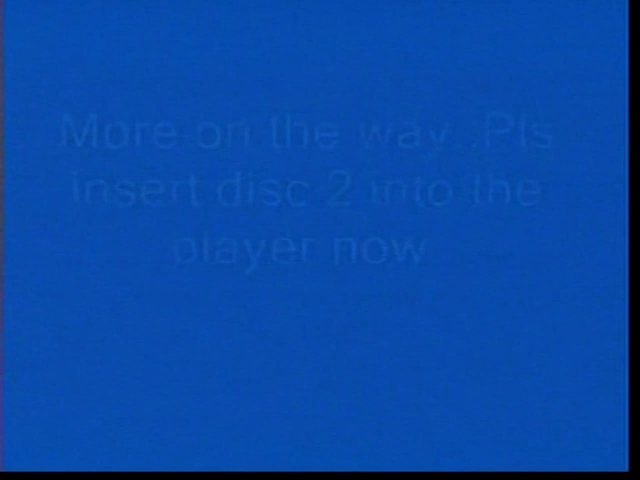 More on the way..Pls
insert disc 2 into the
player now